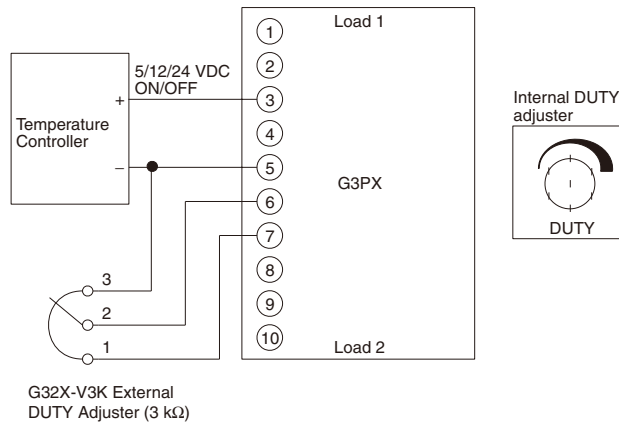 Load 1
5/12/24 VDC
ON/OFF
+
Temperature
Controller
–
1
2
3
4
5
6
7
8
9
10
G3PX
Load 2
3
2
1
G32X-V3K External
DUTY Adjuster (3 kΩ)
Internal DUTY
adjuster
DUTY